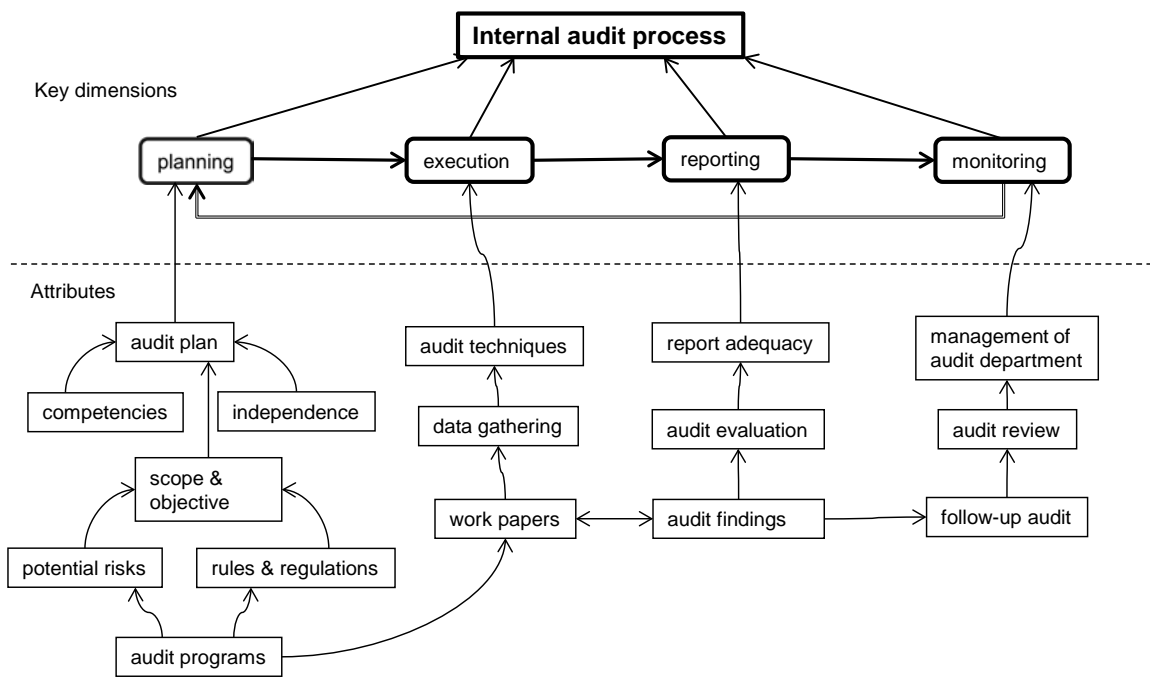 Internal audit process
Key dimensions
planning
execution
reporting
monitoring
Attributes
audit plan
audit techniques
report adequacy
management of
audit department
competencies
independence
data gathering
audit evaluation
audit review
scope &
objective
work papers
audit findings
follow-up audit
potential risks
rules & regulations
audit programs